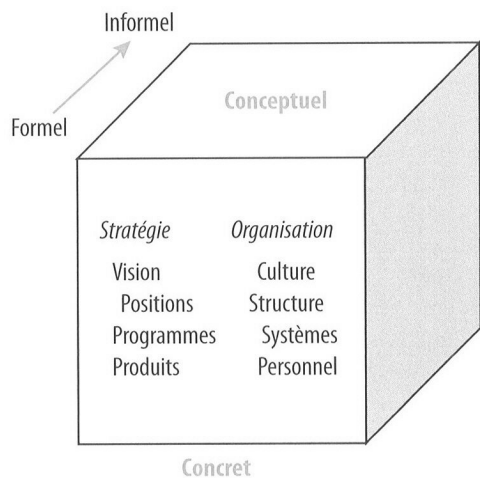 Informel
Formel
Conceptuel
Stratégie Organisation
Vision Culture
Positions Structure
Programmes Systèmes
Produits Personnel
Concret